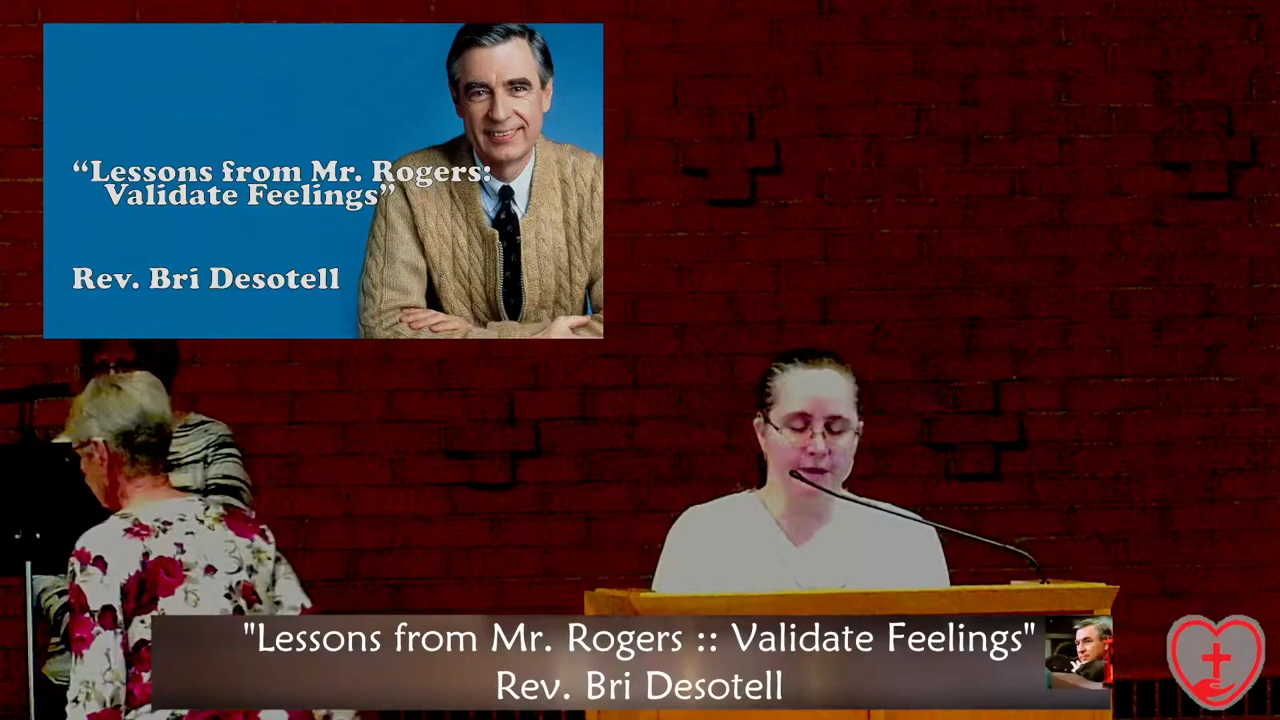 “Lessons from Mr. Rogers:
Validate Feelings”
Rev. Bri Desotell
"Lessons from Mr. Rogers :: Validate Feelings"
Rev. Bri Desotell